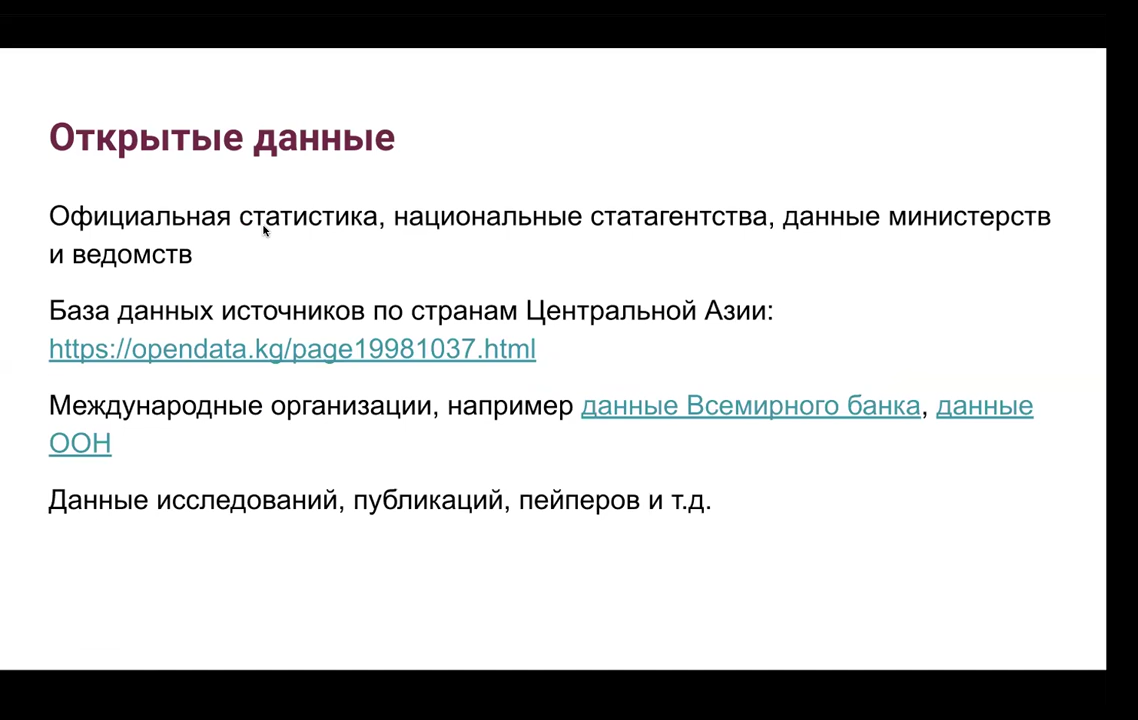 Открытые данные
Официальная статистика, национальные статагентства, данные министерств
и ведомств
База данных источников по странам Центральной Азии:
https://opendata.kg/page19981037.html
Международные организации, например данные Всемирного банка, данные
ООН
Данные исследований, публикаций, пейперов и т.д.